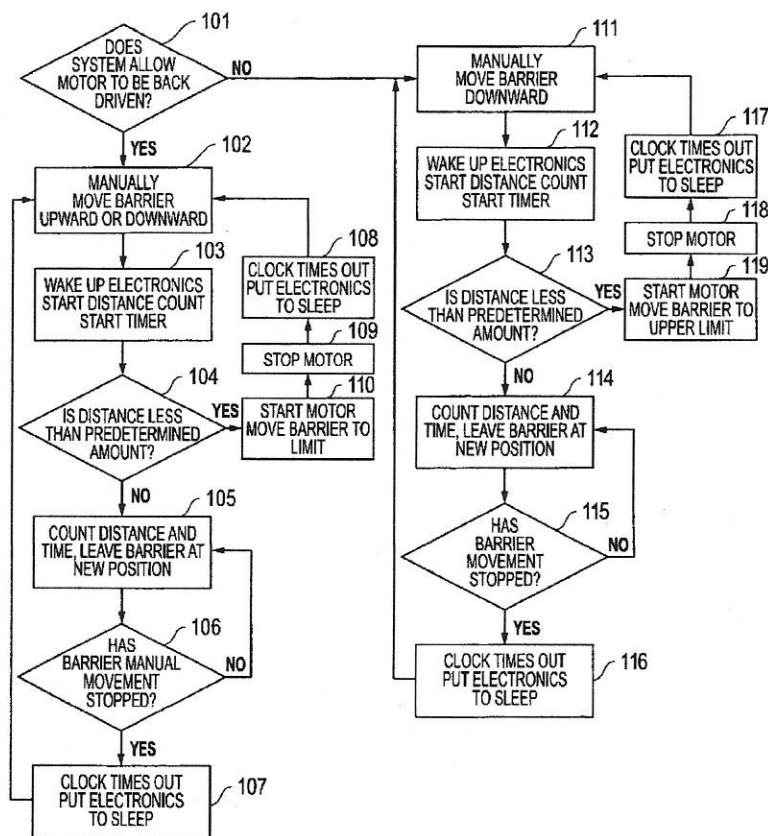 101
DOES
SYSTEM ALLOW
MOTOR TO BE BACK
DRIVEN?
NO
YES
102
MANUALLY
MOVE BARRIER
UPWARD OR DOWNWARD
103
WAKE UP ELECTRONICS
START DISTANCE COUNT
START TIMER
104
IS DISTANCE LESS
THAN PREDETERMINED
AMOUNT?
YES
NO
108
CLOCK TIMES OUT
PUT ELECTRONICS
TO SLEEP
109
STOP MOTOR
110
START MOTOR
MOVE BARRIER TO
LIMIT
105
COUNT DISTANCE AND
TIME, LEAVE BARRIER AT
NEW POSITION
106
HAS
BARRIER MANUAL
MOVEMENT
STOPPED?
NO
YES
CLOCK TIMES OUT
PUT ELECTRONICS
TO SLEEP
107
111
MANUALLY
MOVE BARRIER
DOWNWARD
112
WAKE UP ELECTRONICS
START DISTANCE COUNT
START TIMER
113
IS DISTANCE LESS
THAN PREDETERMINED
AMOUNT?
YES
NO
117
CLOCK TIMES OUT
PUT ELECTRONICS
TO SLEEP
118
STOP MOTOR
119
START MOTOR
MOVE BARRIER TO
UPPER LIMIT
114
COUNT DISTANCE AND
TIME, LEAVE BARRIER AT
NEW POSITION
115
HAS
BARRIER
MOVEMENT
STOPPED?
NO
YES
CLOCK TIMES OUT
PUT ELECTRONICS
TO SLEEP
116